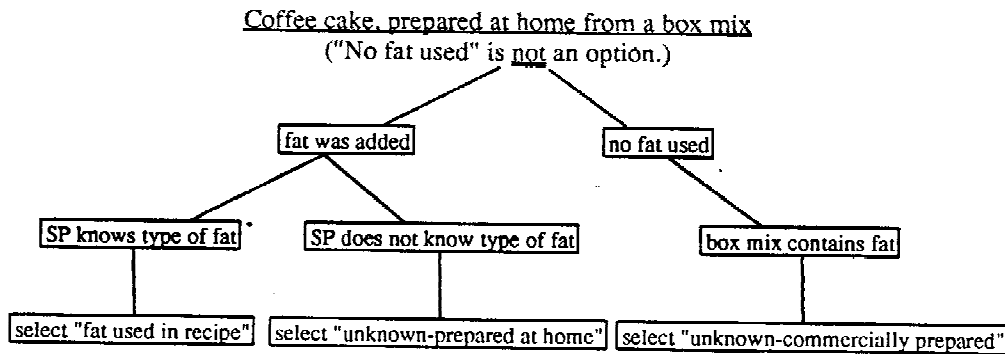 Coffee cake, prepared at home from a box mix
("No fat used" is not an option.)
fat was added
no fat used
SP knows type of fat
SP does not know type of fat
box mix contains fat
select "fat used in recipe"
select "unknown-prepared at home"
select "unknown-commercially prepared"